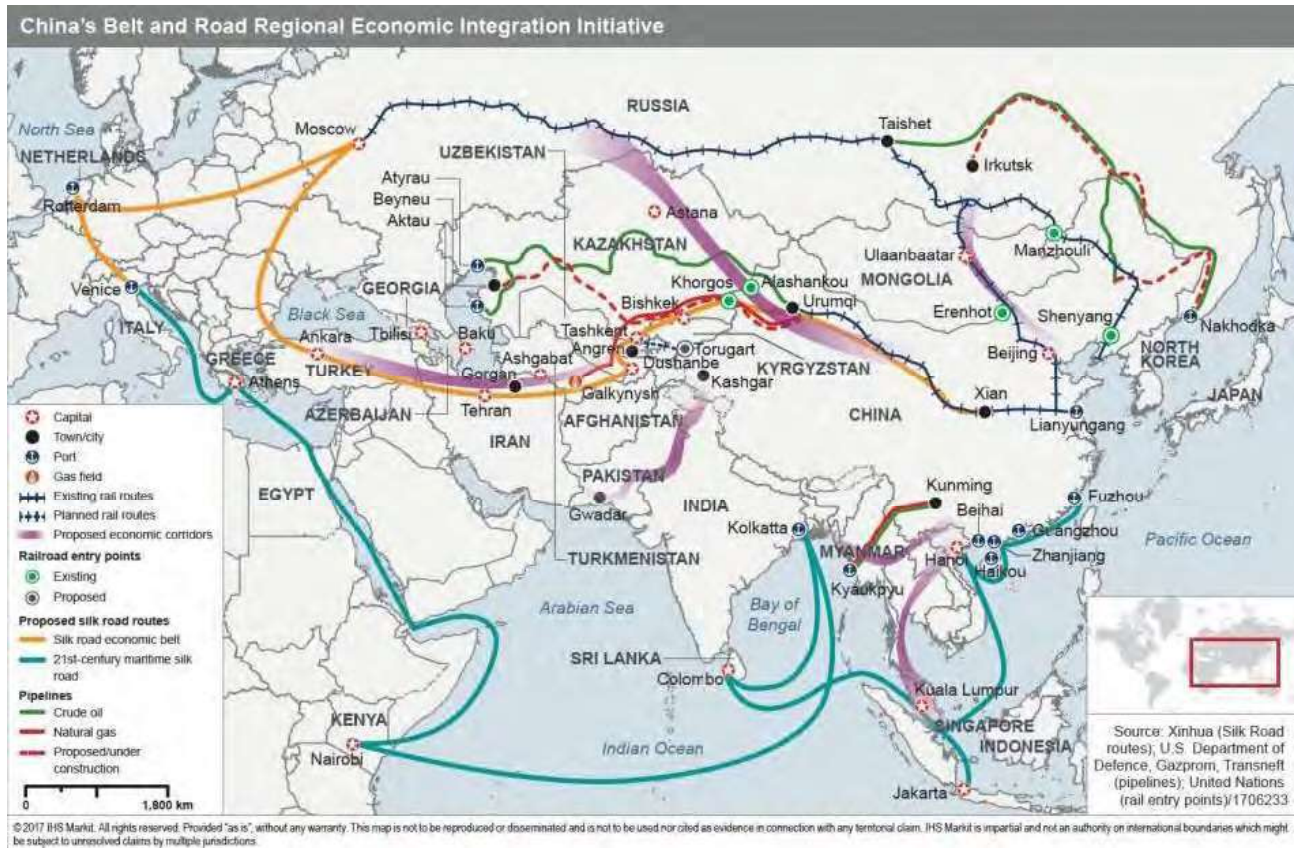 China's Belt and Road Regional Economic Integration Initiative
RUSSIA
North Sea
Moscow
Taishet
NETHERLANDS
UZBEKISTAN
Irkutsk
Atyrau
Rotterdam
Beyneu
Aktau
Astana
KAZAKHSTAN
Ulaanbaatar
Manzhouli
MONGOLIA
Venice
GEORGIA
Khorgos
Alashankou
Bishkek
Urumqi
ITALY
Black Sea
Tbilisi
Baku
Tashkent
Erenhot
Shenyang
Nakhodka
Ankara
Angren
Torugart
NORTH
KOREA
Ashgabat
Dushanbe
Beijing
GREECE
TURKEY
Gorgan
KYRGYZSTAN
Athens
Kashgar
JAPAN
Galkynysh
AZERBAIJAN
Tehran
AFGHANISTAN
CHINA
Xian
Lianyungang
IRAN
PAKISTAN
EGYPT
Kunming
Gwadar
INDIA
Beihai
Fuzhou
Kolkatta
Guangzhou
TURKMENISTAN
MYANMAR
Hanoi
Zhanjiang
Pacific Ocean
Haikou
Kyaukpyu
Arabian Sea
Bay of
Bengal
SRI LANKA
Colombo
Kuala Lumpur
KENYA
SINGAPORE
Nairobi
Indian Ocean
INDONESIA
Jakarta
Capital
Town/city
Port
Gas field
Existing rail routes
Planned rail routes
Proposed economic corridors
Railroad entry points
Existing
Proposed
Proposed silk road routes
Silk road economic belt
21st-century maritime silk
road
Pipelines
Crude oil
Natural gas
Proposed/under
construction
0 1,800 km
Source: Xinhua (Silk Road
routes); U.S. Department of
Defence, Gazprom, Transneft
(pipelines); United Nations
(rail entry points)/1706233
© 2017 IHS Markit. All rights reserved. Provided "as is", without any warranty. This map is not to be reproduced or disseminated and is not to be used nor cited as evidence in connection with any territorial claim. IHS Markit is impartial and not an authority on international boundaries which might
be subject to unresolved claims by multiple jurisdictions.